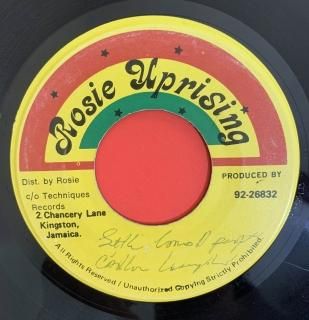 Rosie Uprising
Dist. by Rosie
c/o Techniques
Records
2 Chancery Lane
Kingston,
Jamaica.
PRODUCED BY
92-26832
All Rights Reserved / Unauthorized Copying Strictly Prohibited.